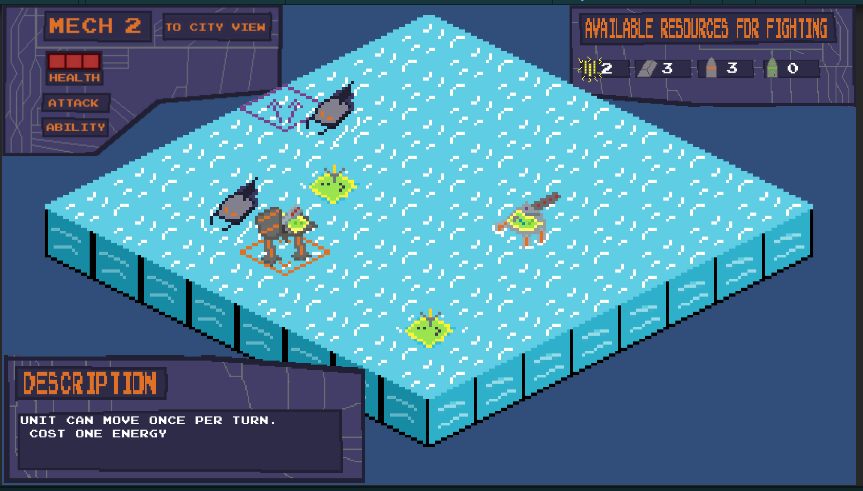 MECH 2
TO CITY VIEW
HEALTH
ATTACK
ABILITY
AVAILABLE RESOURCES FOR FIGHTING
2
3
3
0
DESCRIPTION
UNIT CAN MOVE ONCE PER TURN.
COST ONE ENERGY